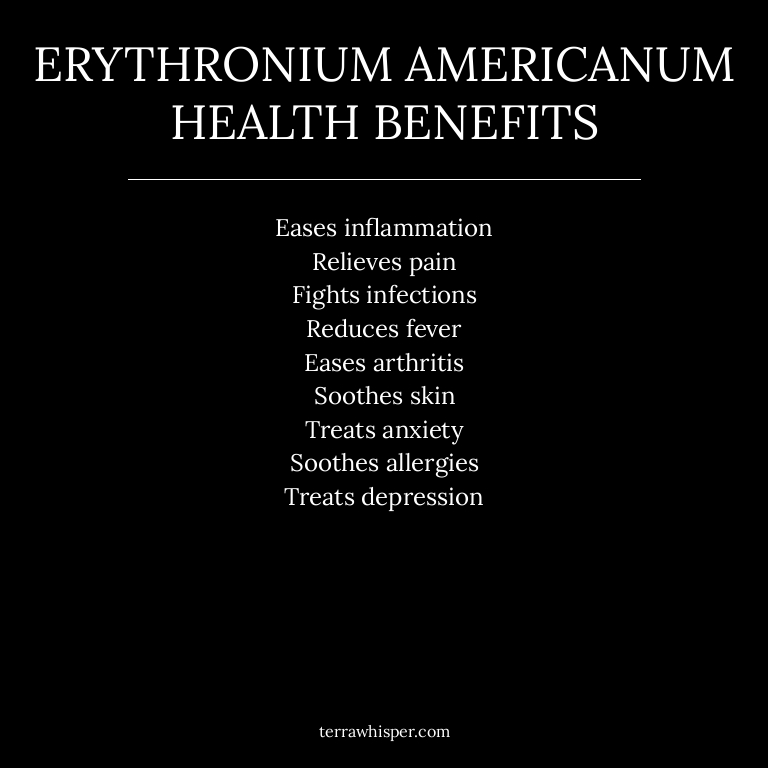 ERYTHRONIUM AMERICANUM
HEALTH BENEFITS
Eases inflammation
Relieves pain
Fights infections
Reduces fever
Eases arthritis
Soothes skin
Treats anxiety
Soothes allergies
Treats depression
terrawhisper.com